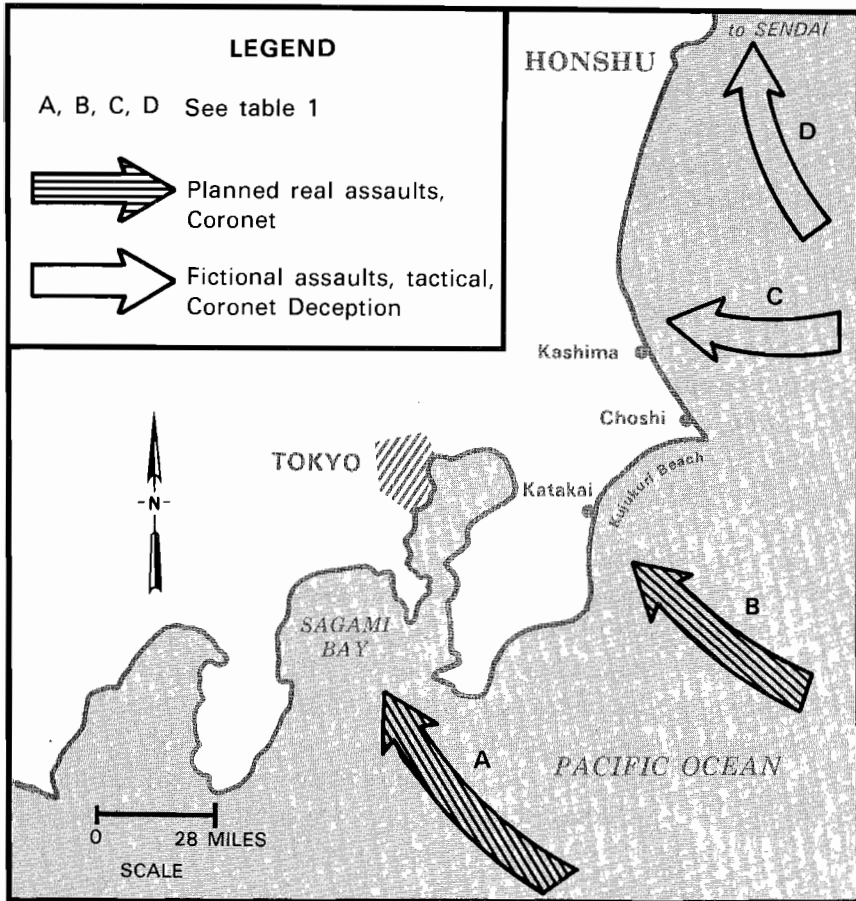 LEGEND
A, B, C, D See table 1
Planned real assaults,
Coronet
Fictional assaults, tactical,
Coronet Deception
to SENDAI
HONSHU
D
C
Kashima
Choshi
TOKYO
Katakai
Kujukuri Beach
-N-
B
SAGAMI
BAY
A
PACIFIC OCEAN
0 28 MILES
SCALE